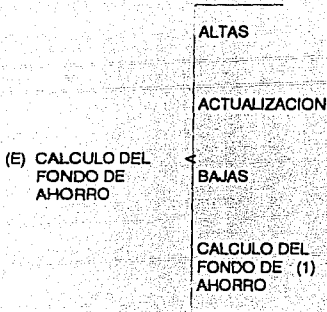 ALTAS
ACTUALIZACION
(E) CALCULO DEL
FONDO DE
AHORRO
<
BAJAS
CALCULO DEL
FONDO DE (1)
AHORRO